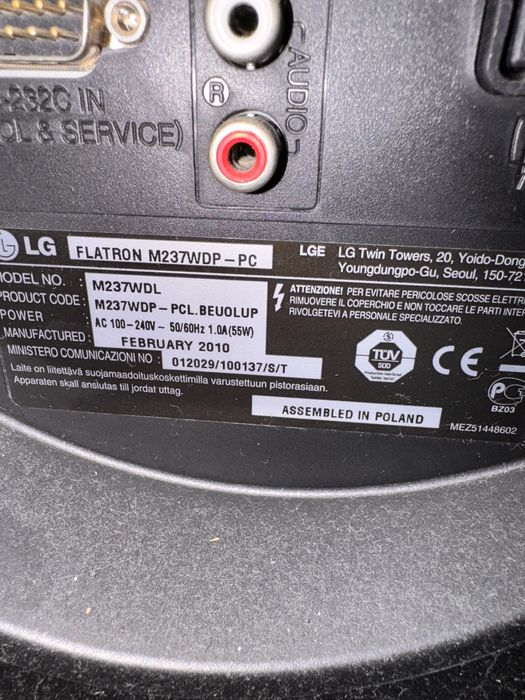 -232C IN
OL & SERVICE)
R
AUDIO
LG
FLATRON M237WDP-PC
LGE LG Twin Towers, 20, Yoido-Dong
Youngdungpo-Gu, Seoul, 150-72
MODEL NO. : M237WDL
PRODUCT CODE : M237WDP-PCL.BEUOLUP
POWER AC 100-240V~ 50/60Hz 1.0A(55W)
MANUFACTURED : FEBRUARY 2010
MINISTERO COMUNICAZIONI NO : 012029/100137/S/T
ATTENZIONE! PER EVITARE PERICOLOSE SCOSSE ELETTR
RIMUOVERE IL COPERCHIO E NON TOCCARE LE PARTI INTER
RIVOLGETEVI A PERSONALE SPECIALIZZATO.
Laite on liitettävä suojamaadoituskoskettimilla varustettuun pistorasiaan.
Apparaten skall anslutas till jordat uttag.
TÜV
SÜD
CE
BZ03
ASSEMBLED IN POLAND
MEZ51448602